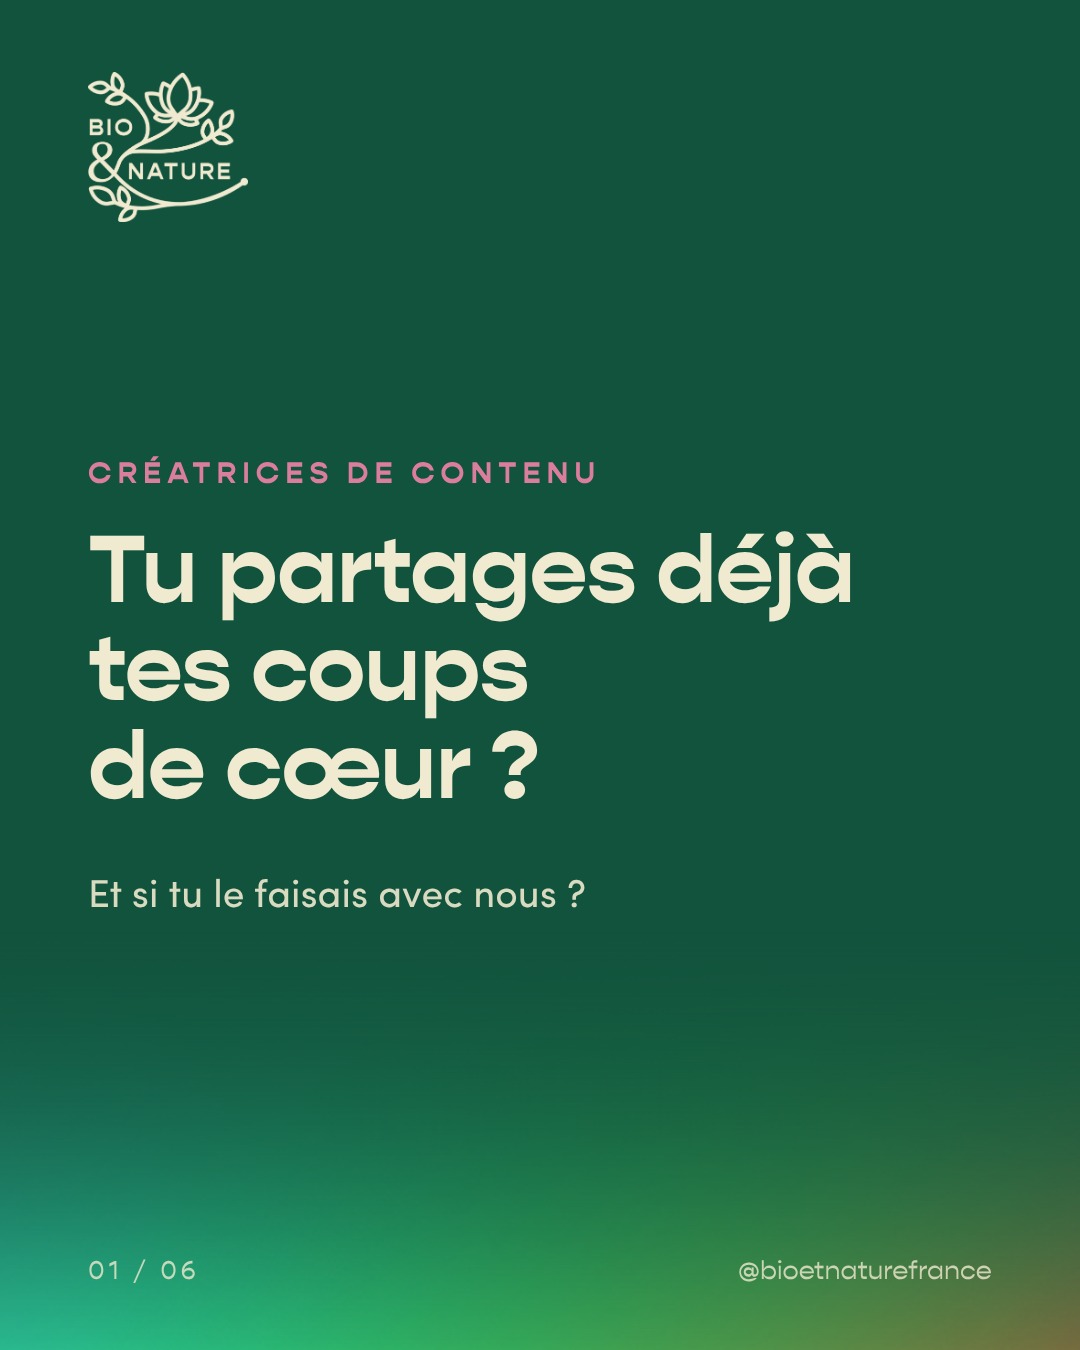 BIO
& NATURE
CRÉATRICES DE CONTENU
Tu partages déjà
tes coups
de cœur ?
Et si tu le faisais avec nous ?
01 / 06
@bioetnaturefrance